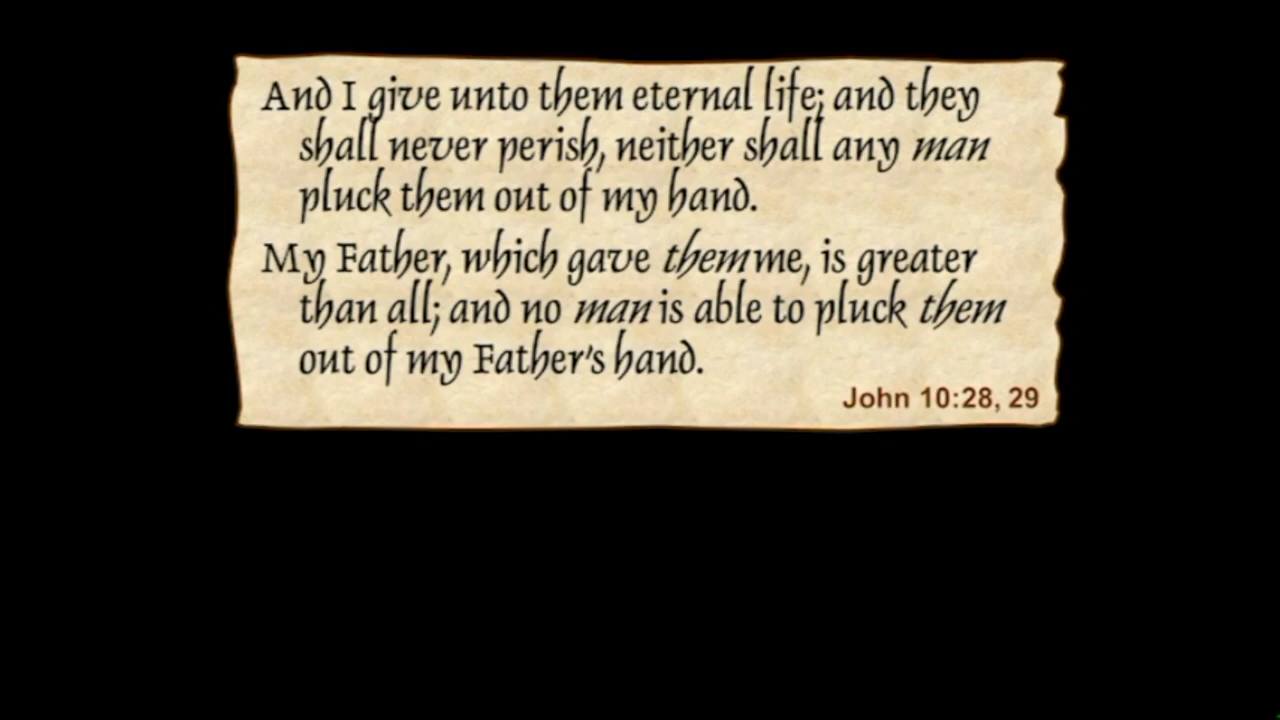 And I give unto them eternal life; and they
shall never perish, neither shall any man
pluck them out of my hand.
My Father, which gave them me, is greater
than all; and no man is able to pluck them
out of my Father's hand.
John 10:28, 29